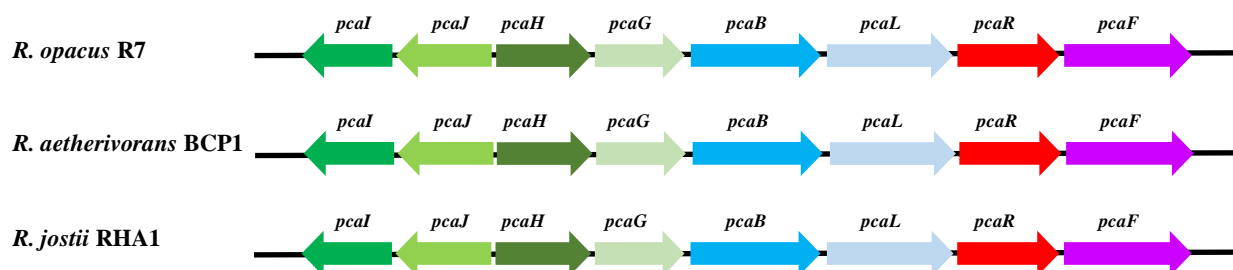 pcaI pcaJ pcaH pcaG pcaB pcaL pcaR pcaF
R. opacus R7
pcaI pcaJ pcaH pcaG pcaB pcaL pcaR pcaF
R. aetherivorans BCP1
pcaI pcaJ pcaH pcaG pcaB pcaL pcaR pcaF
R. jostii RHA1